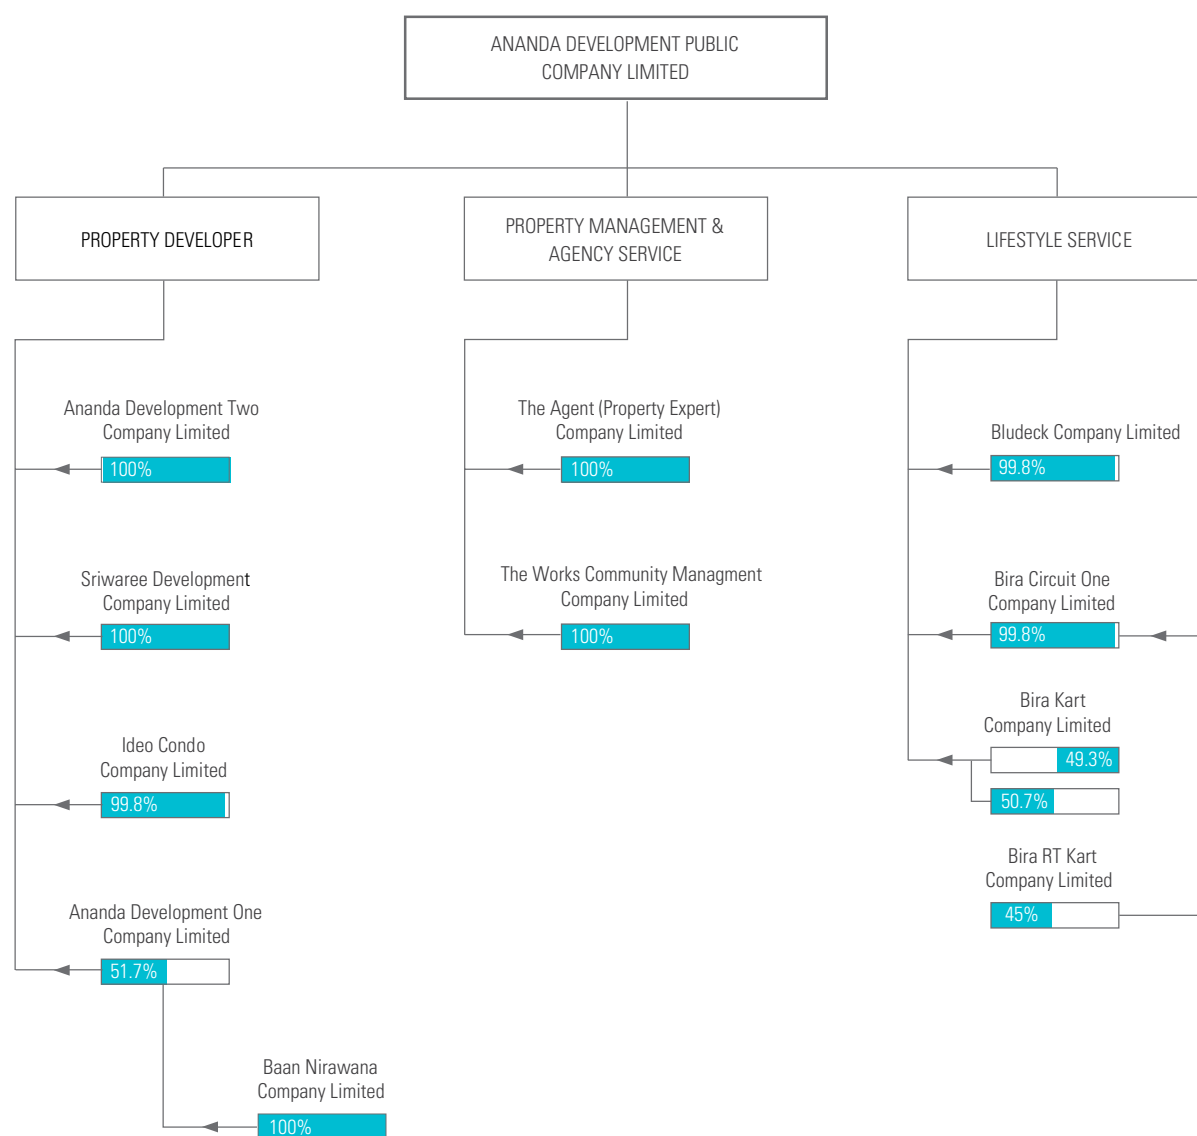 ANANDA DEVELOPMENT PUBLIC
COMPANY LIMITED
PROPERTY DEVELOPER
PROPERTY MANAGEMENT &
AGENCY SERVICE
LIFESTYLE SERVICE
Ananda Development Two
Company Limited
100%
Sriwaree Development
Company Limited
100%
Ideo Condo
Company Limited
99.8%
Ananda Development One
Company Limited
51.7%
Baan Nirawana
Company Limited
100%
The Agent (Property Expert)
Company Limited
100%
The Works Community Managment
Company Limited
100%
Bludeck Company Limited
99.8%
Bira Circuit One
Company Limited
99.8%
Bira Kart
Company Limited
49.3%
50.7%
Bira RT Kart
Company Limited
45%